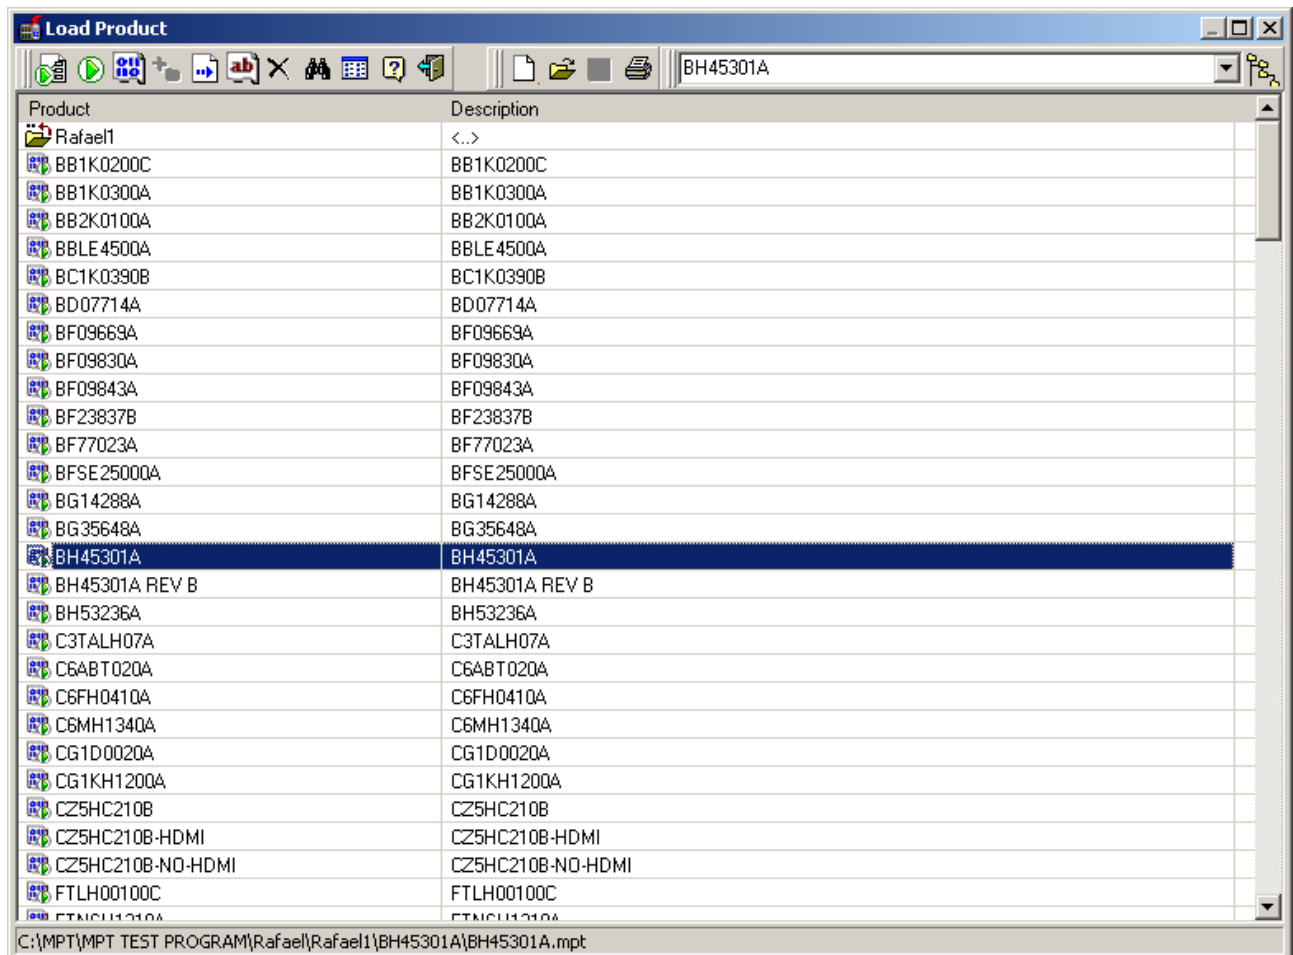 Load Product
BH45301A
Product Description
Rafael1 <..>
BB1K0200C BB1K0200C
BB1K0300A BB1K0300A
BB2K0100A BB2K0100A
BBLE4500A BBLE4500A
BC1K0390B BC1K0390B
BD07714A BD07714A
BF09669A BF09669A
BF09830A BF09830A
BF09843A BF09843A
BF23837B BF23837B
BF77023A BF77023A
BFSE25000A BFSE25000A
BG14288A BG14288A
BG35648A BG35648A
BH45301A BH45301A
BH45301A REV B BH45301A REV B
BH53236A BH53236A
C3TALH07A C3TALH07A
C6ABT020A C6ABT020A
C6FH0410A C6FH0410A
C6MH1340A C6MH1340A
CG1D0020A CG1D0020A
CG1KH1200A CG1KH1200A
CZ5HC210B CZ5HC210B
CZ5HC210B-HDMI CZ5HC210B-HDMI
CZ5HC210B-NO-HDMI CZ5HC210B-NO-HDMI
FTLH00100C FTLH00100C
C:\MPT\MPT TEST PROGRAM\Rafael\Rafael1\BH45301A\BH45301A.mpt